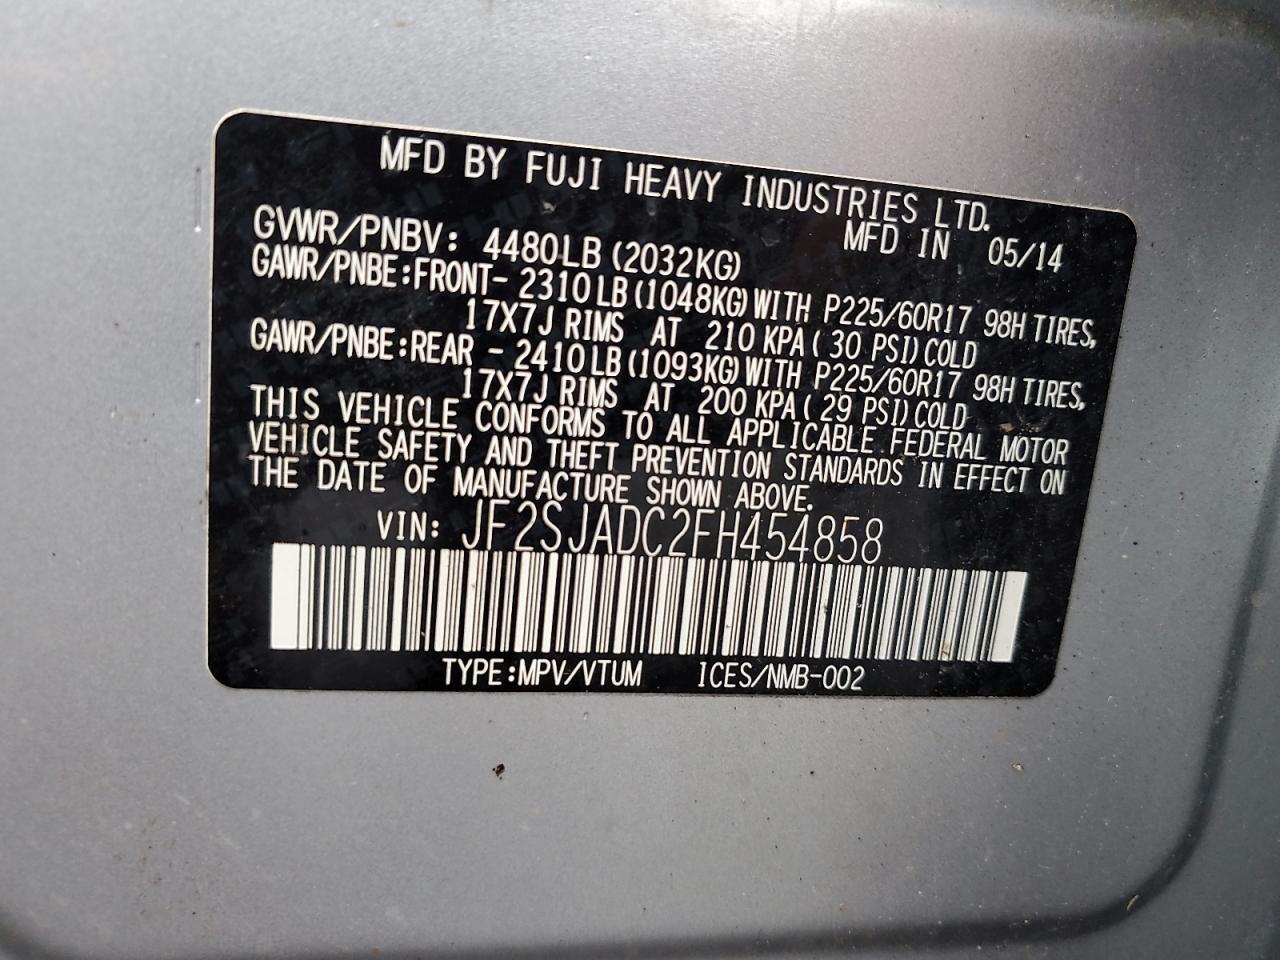 MFD BY FUJI HEAVY INDUSTRIES LTD.
MFD IN 05/14
GVWR/PNBV: 4480LB (2032KG)
GAWR/PNBE:FRONT- 2310LB(1048KG)WITH P225/60R17 98H TIRES,
17X7J RIMS AT 210 KPA( 30 PSI)COLD
GAWR/PNBE:REAR - 2410LB(1093KG)WITH P225/60R17 98H TIRES,
17X7J RIMS AT 200 KPA( 29 PSI)COLD
THIS VEHICLE CONFORMS TO ALL APPLICABLE FEDERAL MOTOR
VEHICLE SAFETY AND THEFT PREVENTION STANDARDS IN EFFECT ON
THE DATE OF MANUFACTURE SHOWN ABOVE.
VIN: JF2SJADC2FH454858
TYPE:MPV/VTUM ICES/NMB-002